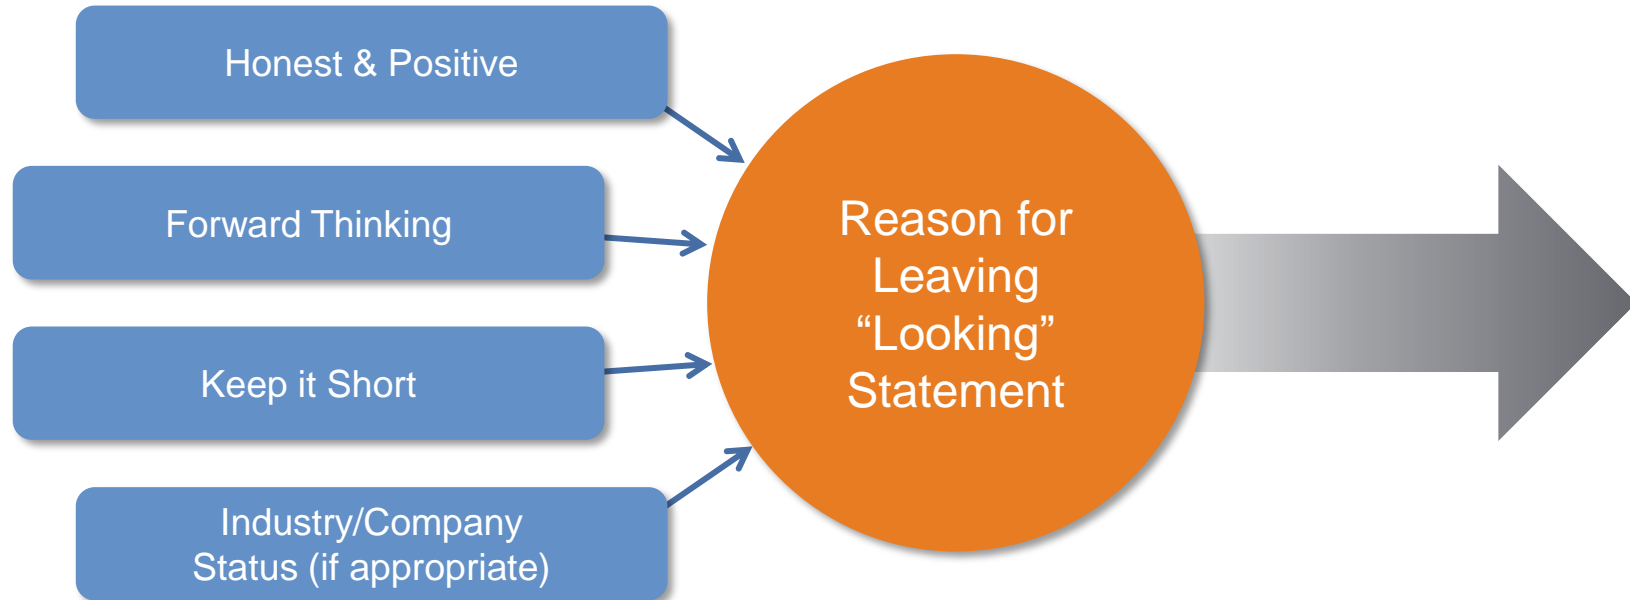 Honest & Positive
Forward Thinking
Keep it Short
Industry/Company
Status (if appropriate)
Reason for
Leaving
“Looking”
Statement